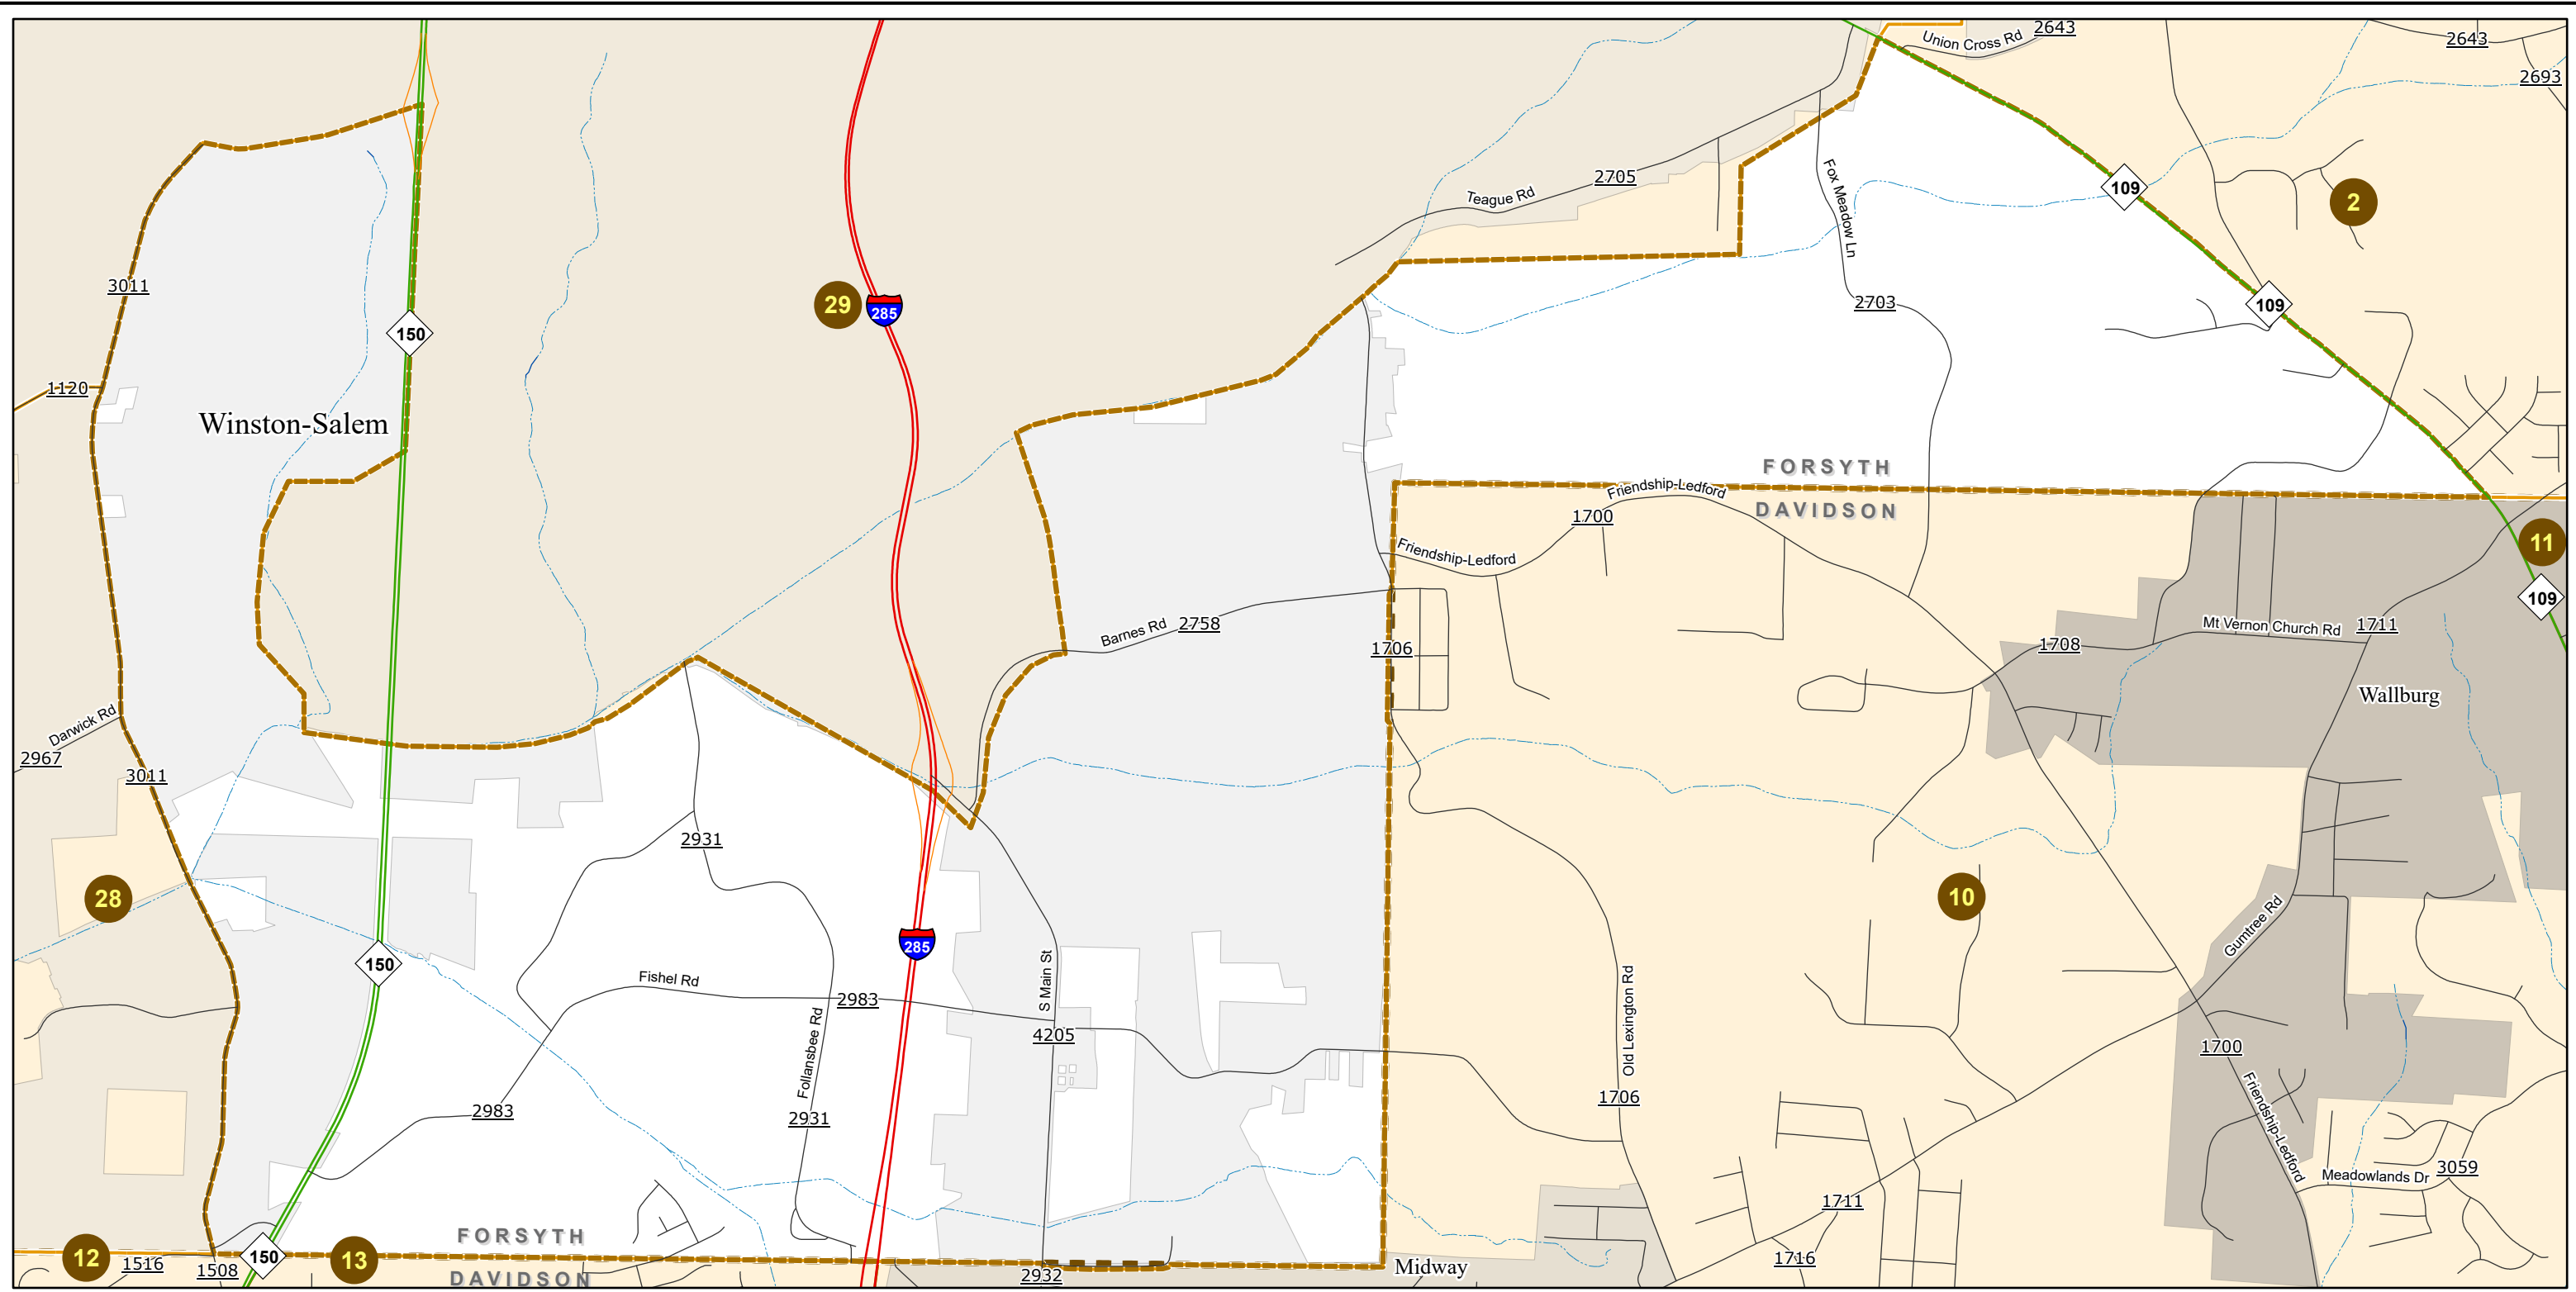 Union Cross Rd
2643
2643
2693
Teague Rd
2705
109
2
Fox Meadow Ln
3011
29
285
2703
109
150
1120
Winston-Salem
FORSYTH
DAVIDSON
Friendship-Ledford
1700
Friendship-Ledford
11
109
Barnes Rd
2758
1706
Mt Vernon Church Rd
1711
1708
Wallburg
Darwick Rd
2967
3011
2931
28
10
Gumtree Rd
285
150
Fishel Rd
2983
S Main St
4205
Old Lexington Rd
1700
Follansbee Rd
2983
2931
1706
Friendship-Ledford
Meadowlands Dr
3059
1711
FORSYTH
DAVIDSON
12
1516
1508
150
13
2932
Midway
1716